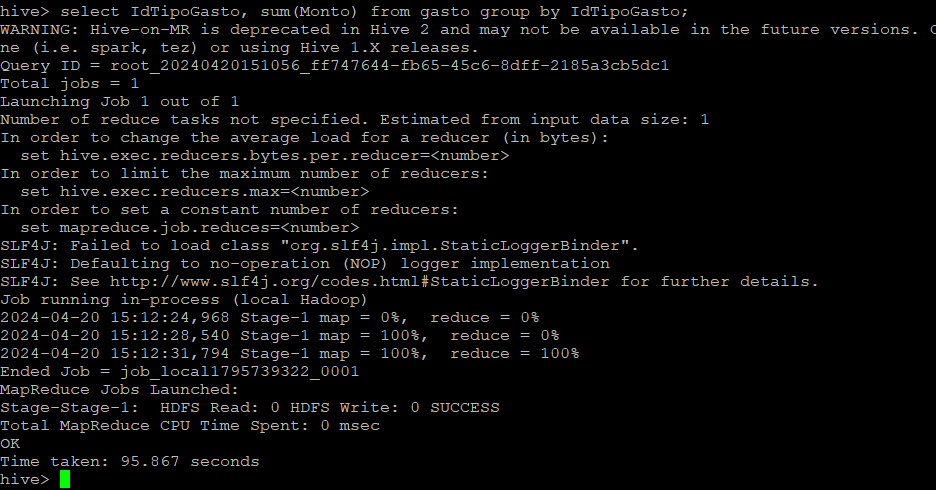 hive> select IdTipoGasto, sum(Monto) from gasto group by IdTipoGasto;
WARNING: Hive-on-MR is deprecated in Hive 2 and may not be available in the future versions.
ne (i.e. spark, tez) or using Hive 1.X releases.
Query ID = root_20240420151056_ff747644-fb65-45c6-8dff-2185a3cb5dc1
Total jobs = 1
Launching Job 1 out of 1
Number of reduce tasks not specified. Estimated from input data size: 1
In order to change the average load for a reducer (in bytes):
  set hive.exec.reducers.bytes.per.reducer=<number>
In order to limit the maximum number of reducers:
  set hive.exec.reducers.max=<number>
In order to set a constant number of reducers:
  set mapreduce.job.reduces=<number>
SLF4J: Failed to load class "org.slf4j.impl.StaticLoggerBinder".
SLF4J: Defaulting to no-operation (NOP) logger implementation
SLF4J: See http://www.slf4j.org/codes.html#StaticLoggerBinder for further details.
Job running in-process (local Hadoop)
2024-04-20 15:12:24,968 Stage-1 map = 0%,  reduce = 0%
2024-04-20 15:12:28,540 Stage-1 map = 100%,  reduce = 0%
2024-04-20 15:12:31,794 Stage-1 map = 100%,  reduce = 100%
Ended Job = job_local1795739322_0001
MapReduce Jobs Launched:
Stage-Stage-1:  HDFS Read: 0 HDFS Write: 0 SUCCESS
Total MapReduce CPU Time Spent: 0 msec
OK
Time taken: 95.867 seconds
hive>